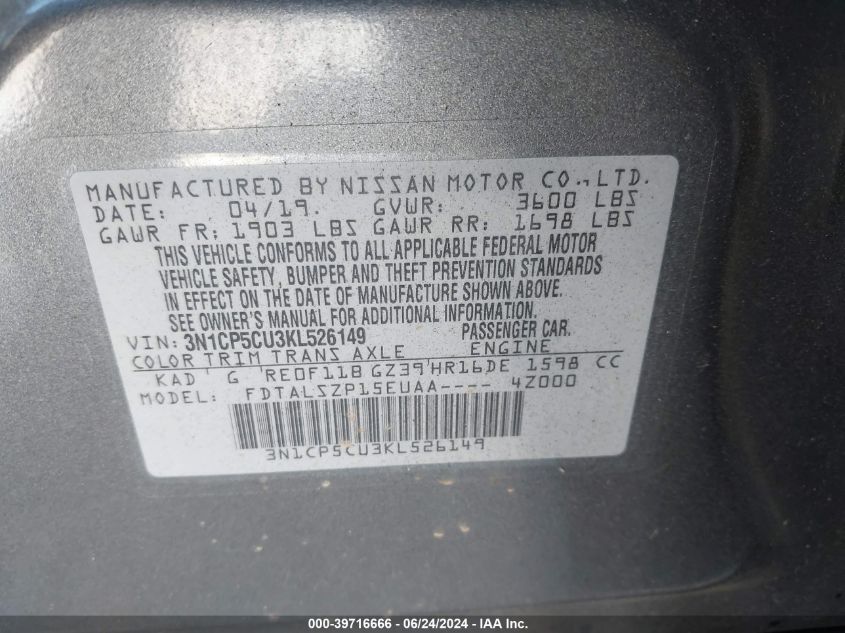 MANUFACTURED BY NISSAN MOTOR CO., LTD.
DATE: 04/19. GVWR: 3600 LBS
GAWR FR: 1903 LBS GAWR RR: 1698 LBS
THIS VEHICLE CONFORMS TO ALL APPLICABLE FEDERAL MOTOR
VEHICLE SAFETY, BUMPER AND THEFT PREVENTION STANDARDS
IN EFFECT ON THE DATE OF MANUFACTURE SHOWN ABOVE.
SEE OWNER'S MANUAL FOR ADDITIONAL INFORMATION.
VIN: 3N1CP5CU3KL526149 PASSENGER CAR.
COLOR TRIM TRANS AXLE ENGINE
KAD G RE0F11B GZ39 HR16DE 1598 CC
MODEL: FDTALSZP15EUAA---- 4Z000
3N1CP5CU3KL526149
000-39716666 - 06/24/2024 - IAA Inc.